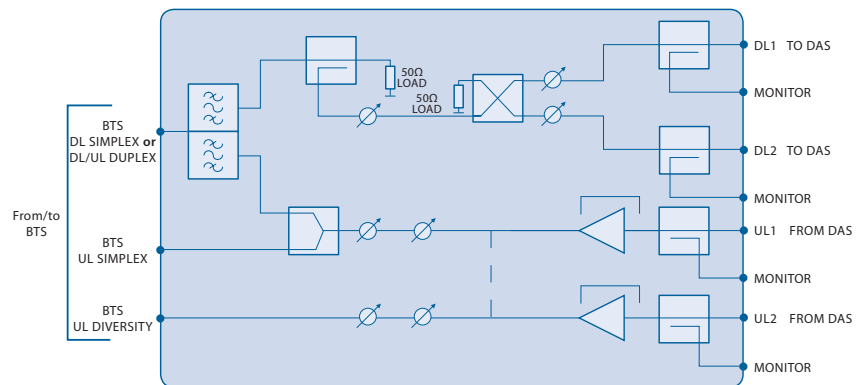 DL1 TO DAS
50Ω
LOAD
50Ω
LOAD
MONITOR
BTS
DL SIMPLEX or
DL/UL DUPLEX
DL2 TO DAS
MONITOR
From/to
BTS
UL1 FROM DAS
BTS
UL SIMPLEX
MONITOR
BTS
UL DIVERSITY
UL2 FROM DAS
MONITOR